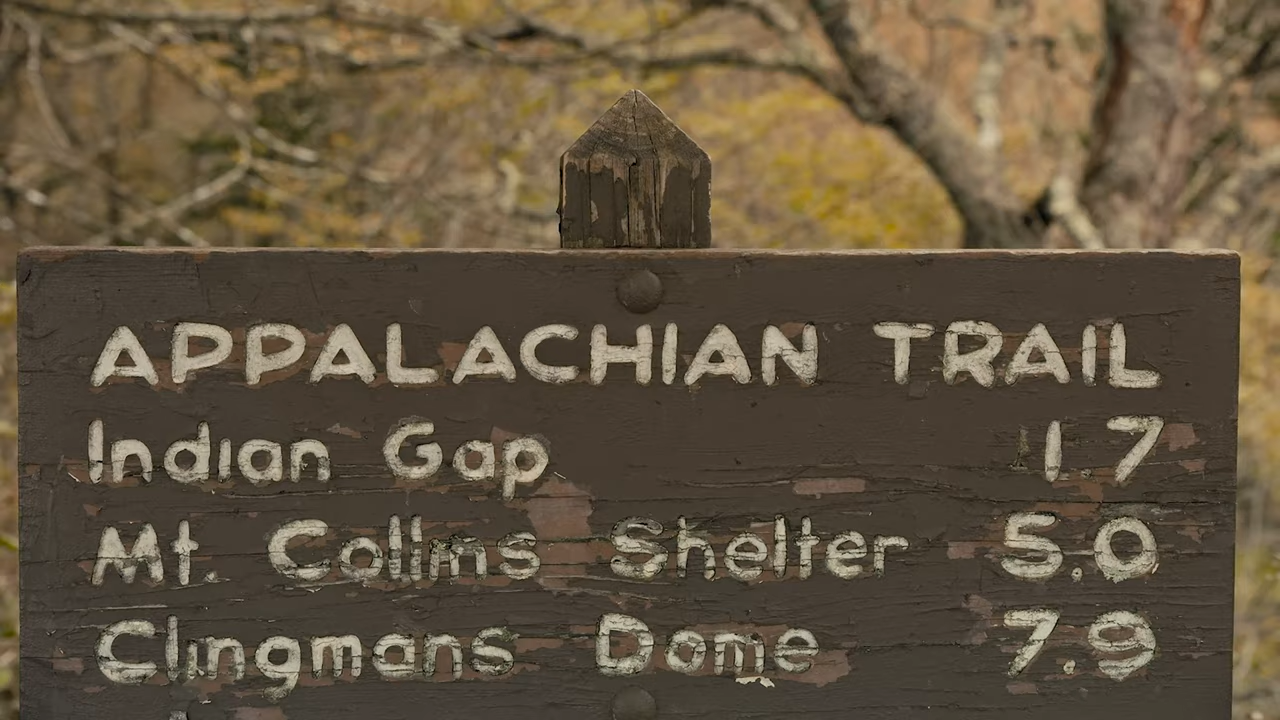 APPALACHIAN TRAIL
Indian Gap 1 7
Mt. Collins Shelter 5.0
Clingmans Dome 7.9